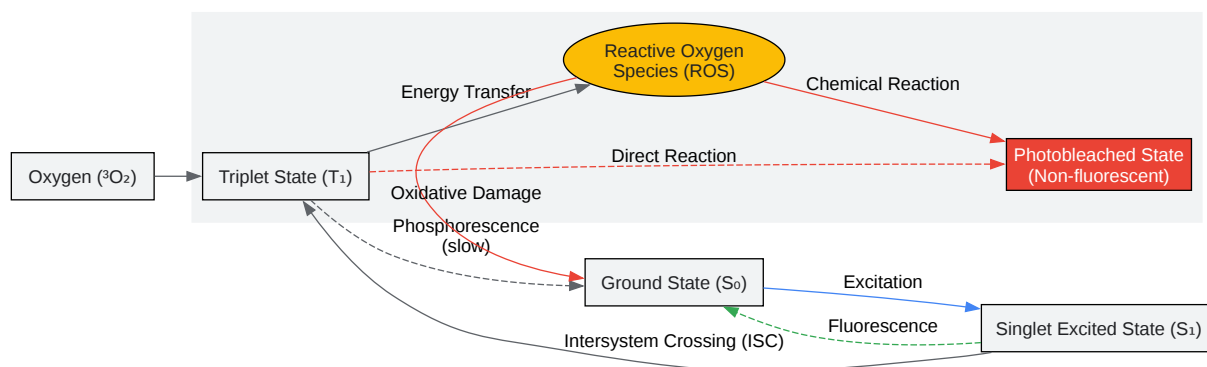 Reactive Oxygen
Species (ROS)
Energy Transfer
Chemical Reaction
Oxygen (³O₂)
Triplet State (T₁)
Direct Reaction
Photobleached State
(Non-fluorescent)
Oxidative Damage
Phosphorescence
(slow)
Ground State (S₀)
Excitation
Fluorescence
Singlet Excited State (S₁)
Intersystem Crossing (ISC)